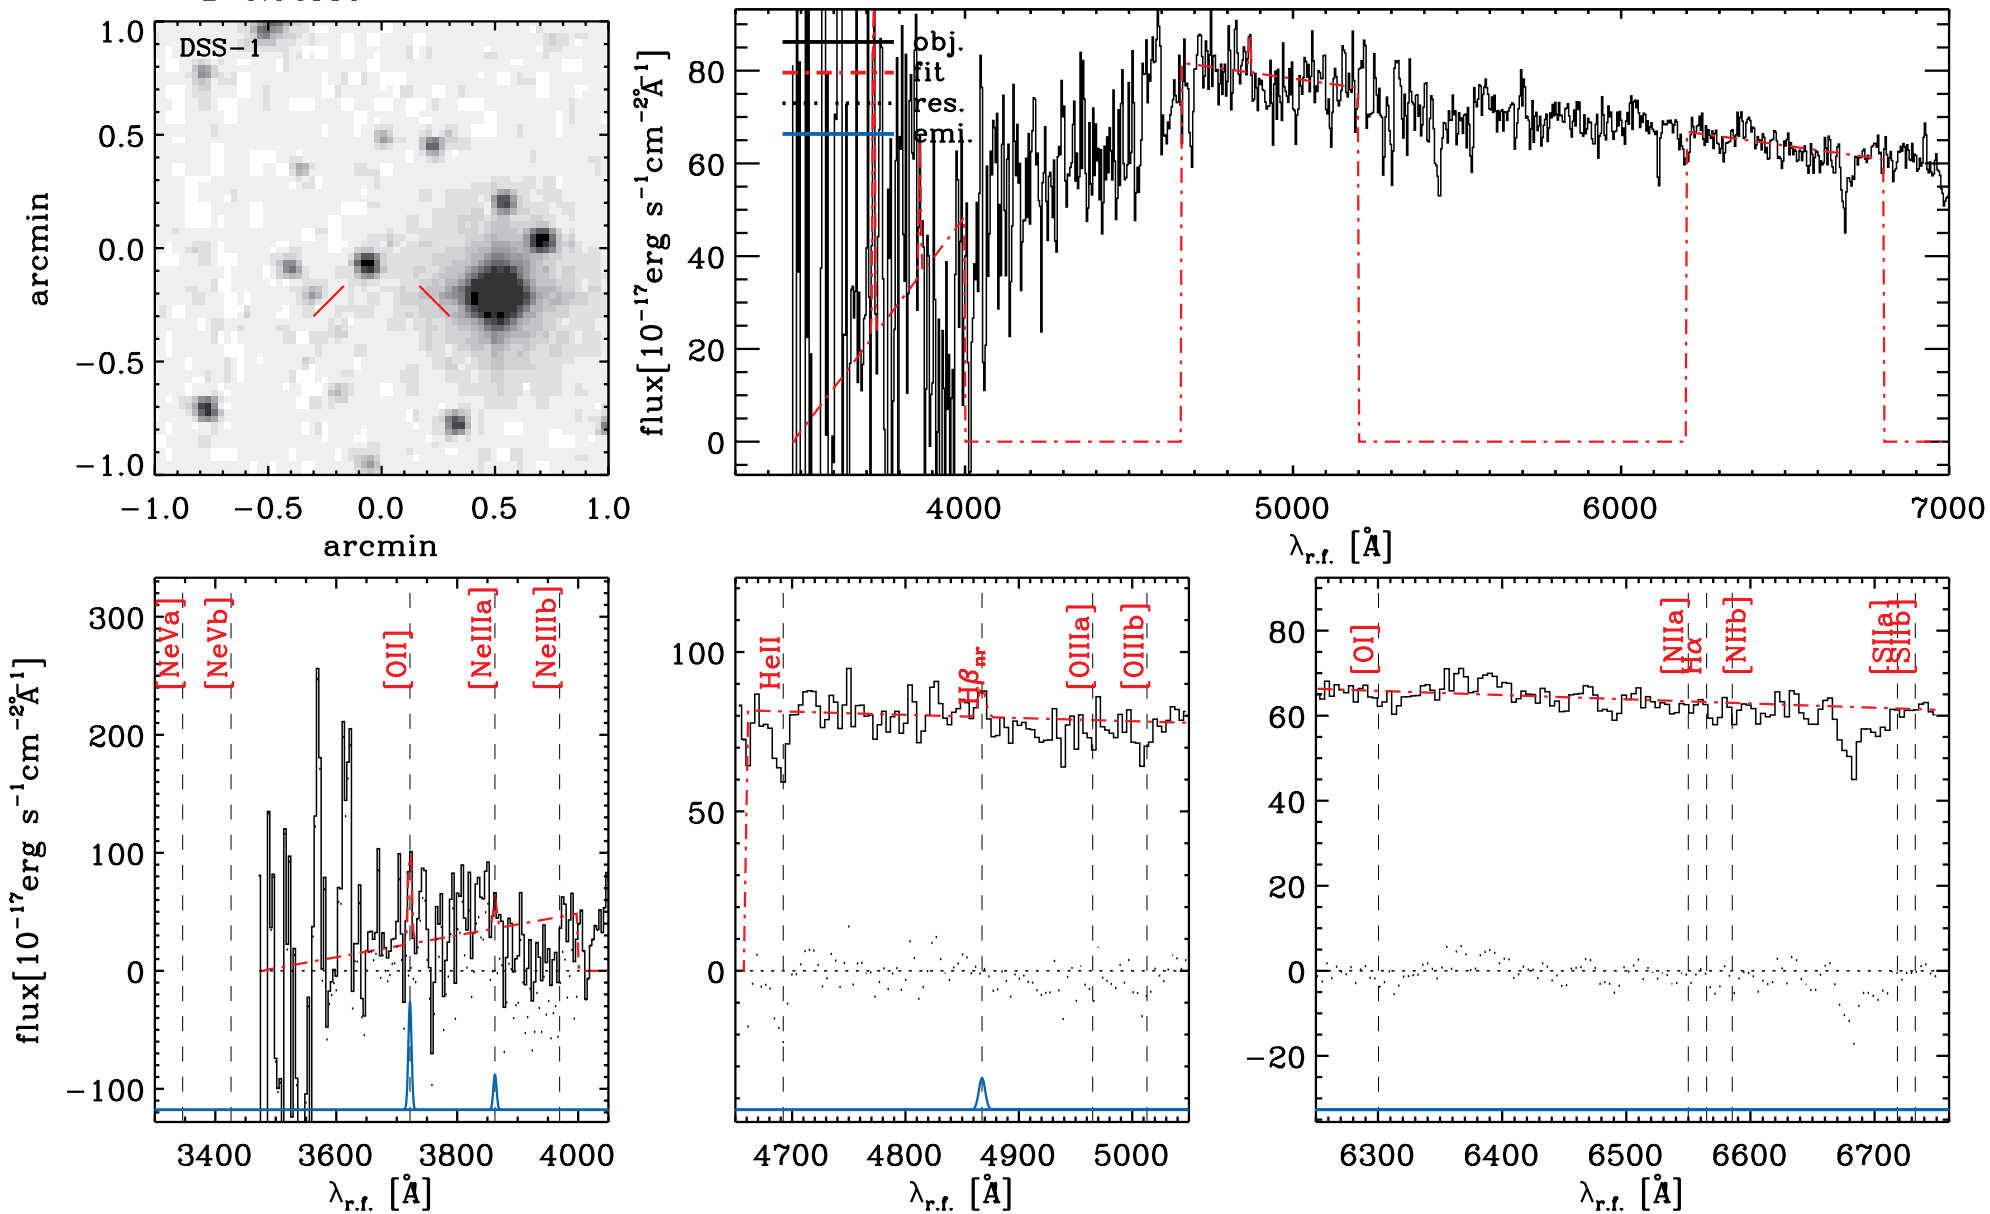 DSS-1
1.0
0.5
0.0
-0.5
-1.0
-1.0 -0.5 0.0 0.5 1.0
arcmin
arcmin
obj.
fit
res.
emi.
80
60
40
20
0
4000 5000 6000 7000
λr.f. [Å]
flux[10⁻¹⁷erg s⁻¹cm⁻²Å⁻¹]
[NeVa]
[NeVb]
[OII]
[NeIIIa]
[NeIIIb]
300
200
100
0
-100
3400 3600 3800 4000
λr.f. [Å]
flux[10⁻¹⁷erg s⁻¹cm⁻²Å⁻¹]
HeII
Hβnr
[OIIIa]
[OIIIb]
100
50
0
4700 4800 4900 5000
λr.f. [Å]
[OI]
[NIIa]
Hα
[NIIb]
[SIIa]
[SIIb]
80
60
40
20
0
-20
6300 6400 6500 6600 6700
λr.f. [Å]